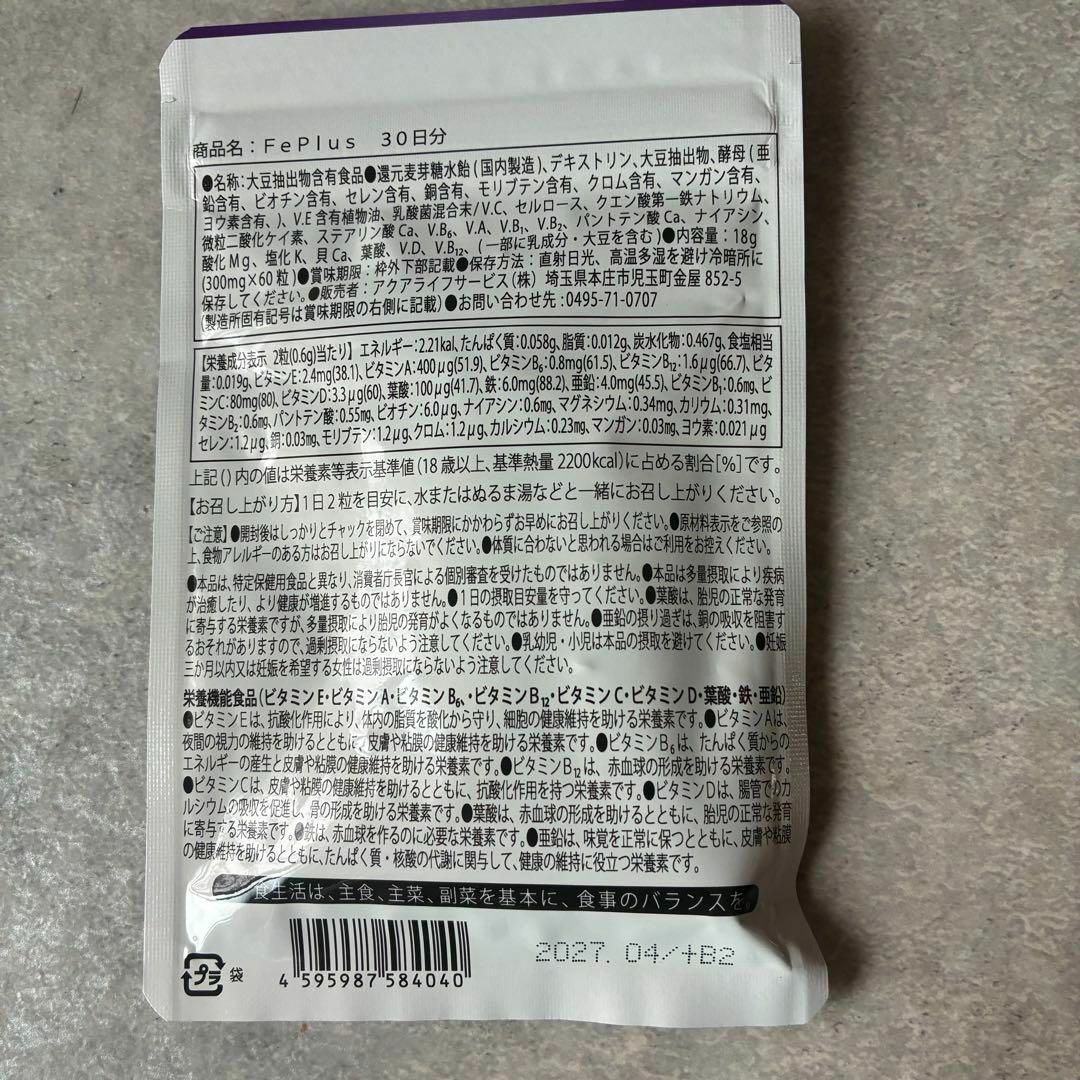 商品名：ＦｅＰｌｕｓ　３０日分
●名称：大豆抽出物含有食品●還元麦芽糖水飴(国内製造)、デキストリン、大豆抽出物、酵母(亜
鉛含有、ビオチン含有、セレン含有、銅含有、モリブテン含有、クロム含有、マンガン含有、
ヨウ素含有、)、V.E含有植物油、乳酸菌混合末/V.C、セルロース、クエン酸第一鉄ナトリウム、
微粒二酸化ケイ素、ステアリン酸Ca、V.B₆、V.A、V.B₁、V.B₂、パントテン酸Ca、ナイアシン、
酸化Mg、塩化K、貝Ca、葉酸、V.D、V.B₁₂、(一部に乳成分・大豆を含む)●内容量：18g
(300mg×60粒)●賞味期限：枠外下部記載●保存方法：直射日光、高温多湿を避け冷暗所に
保存してください。●販売者：アクアライフサービス(株) 埼玉県本庄市児玉町金屋852-5
(製造所固有記号は賞味期限の右側に記載)●お問い合わせ先：0495-71-0707
【栄養成分表示 2粒(0.6g)当たり】エネルギー：2.21kal、たんぱく質：0.058g、脂質：0.012g、炭水化物：0.467g、食塩相当
量：0.019g、ビタミンE：2.4mg(38.1)、ビタミンA：400μg(51.9)、ビタミンB₆：0.8mg(61.5)、ビタミンB₁₂：1.6μg(66.7)、ビタ
ミンC：80mg(80)、ビタミンD：3.3μg(60)、葉酸：100μg(41.7)、鉄：6.0mg(88.2)、亜鉛：4.0mg(45.5)、ビタミンB₁：0.6mg、ビ
タミンB₂：0.6mg、パントテン酸：0.55mg、ビオチン：6.0μg、ナイアシン：0.6mg、マグネシウム：0.34mg、カリウム：0.31mg、
セレン：1.2μg、銅：0.03mg、モリブテン：1.2μg、クロム：1.2μg、カルシウム：0.23mg、マンガン：0.03mg、ヨウ素：0.021μg
上記()内の値は栄養素等表示基準値(18歳以上、基準熱量2200kcal)に占める割合[%]です。
【お召し上がり方】1日2粒を目安に、水またはぬるま湯などと一緒にお召し上がりください。
【ご注意】●開封後はしっかりとチャックを閉めて、賞味期限にかかわらずお早めにお召し上がりください。●原材料表示をご参照の
上、食物アレルギーのある方はお召し上がりにならないでください。●体質に合わないと思われる場合はご利用をお控えください。
●本品は、特定保健用食品と異なり、消費者庁長官による個別審査を受けたものではありません。●本品は多量摂取により疾病
が治癒したり、より健康が増進するものではありません。●1日の摂取目安量を守ってください。●葉酸は、胎児の正常な発育
に寄与する栄養素ですが、多量摂取により胎児の発育がよくなるものではありません。●亜鉛の摂り過ぎは、銅の吸収を阻害す
るおそれがありますので、過剰摂取にならないよう注意してください。●乳幼児・小児は本品の摂取を避けてください。●妊娠
三か月以内又は妊娠を希望する女性は過剰摂取にならないよう注意してください。
栄養機能食品(ビタミンE・ビタミンA・ビタミンB₆、・ビタミンB₁₂・ビタミンC・ビタミンD・葉酸・鉄・亜鉛)
●ビタミンEは、抗酸化作用により、体内の脂質を酸化から守り、細胞の健康維持を助ける栄養素です。●ビタミンAは、
夜間の視力の維持を助けるとともに、皮膚や粘膜の健康維持を助ける栄養素です。●ビタミンB₆は、たんぱく質からの
エネルギーの産生と皮膚や粘膜の健康維持を助ける栄養素です。●ビタミンB₁₂は、赤血球の形成を助ける栄養素です。
●ビタミンCは、皮膚や粘膜の健康維持を助けるとともに、抗酸化作用を持つ栄養素です。●ビタミンDは、腸管でのカ
ルシウムの吸収を促進し、骨の形成を助ける栄養素です。●葉酸は、赤血球の形成を助けるとともに、胎児の正常な発育
に寄与する栄養素です。●鉄は、赤血球を作るのに必要な栄養素です。●亜鉛は、味覚を正常に保つとともに、皮膚や粘膜
の健康維持を助けるとともに、たんぱく質・核酸の代謝に関与して、健康の維持に役立つ栄養素です。
食生活は、主食、主菜、副菜を基本に、食事のバランスを。
プラ 袋
4 595987 584040
2027. 04/+B2